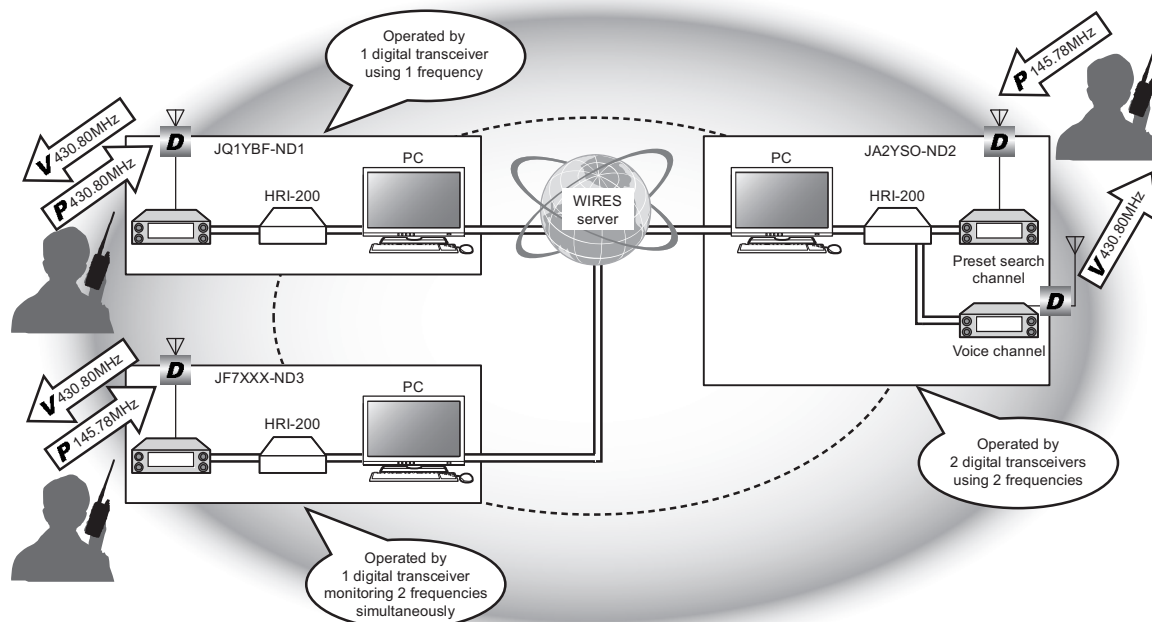 Operated by
1 digital transceiver
using 1 frequency
P 145.78MHz
V 430.80MHz
D
JQ1YBF-ND1
PC
P 430.80MHz
HRI-200
WIRES
server
PC
JA2YSO-ND2
D
HRI-200
Preset search
channel
V 430.80MHz
D
Voice channel
V 430.80MHz
D
JF7XXX-ND3
PC
P 145.78MHz
HRI-200
Operated by
2 digital transceivers
using 2 frequencies
Operated by
1 digital transceiver
monitoring 2 frequencies
simultaneously